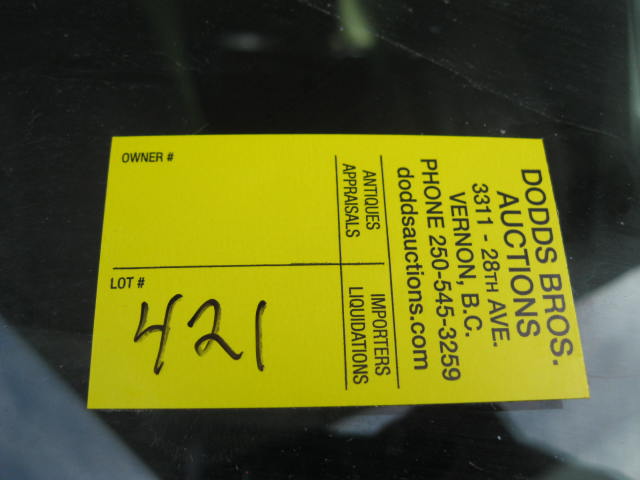 DODDS BROS.
AUCTIONS
3311 - 28TH AVE.
VERNON, B.C.
PHONE 250-545-3259
doddsauctions.com
ANTIQUES IMPORTERS
APPRAISALS LIQUIDATIONS
OWNER #
LOT #
421